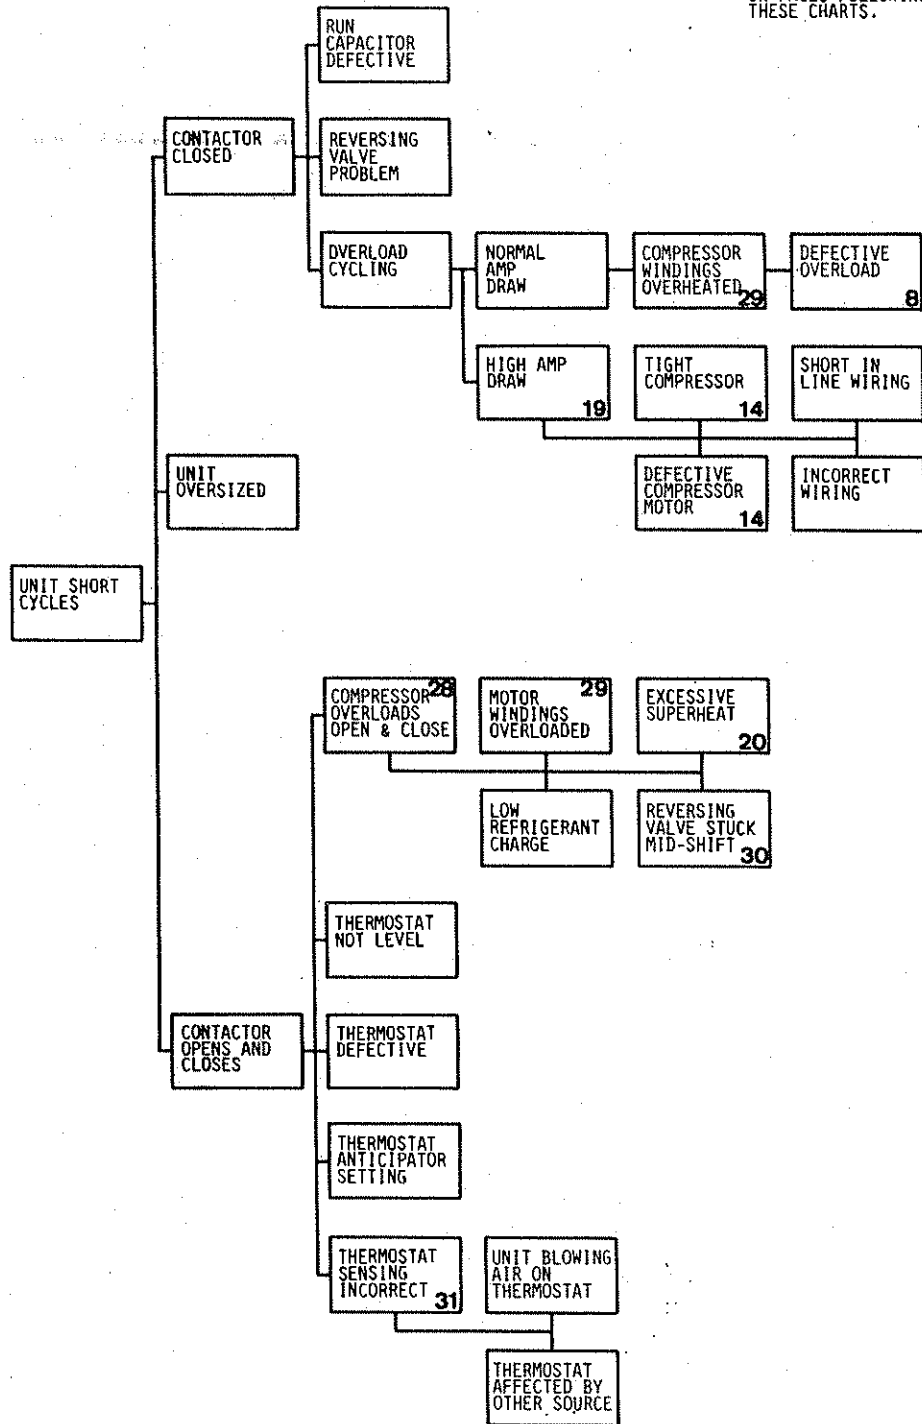 THESE CHARTS.
RUN
CAPACITOR
DEFECTIVE
CONTACTOR
CLOSED
REVERSING
VALVE
PROBLEM
OVERLOAD
CYCLING
NORMAL
AMP
DRAW
COMPRESSOR
WINDINGS
OVERHEATED 29
DEFECTIVE
OVERLOAD
8
HIGH AMP
DRAW
19
TIGHT
COMPRESSOR
14
SHORT IN
LINE WIRING
UNIT
OVERSIZED
DEFECTIVE
COMPRESSOR
MOTOR
14
INCORRECT
WIRING
UNIT SHORT
CYCLES
COMPRESSOR 28
OVERLOADS
OPEN & CLOSE
MOTOR 29
WINDINGS
OVERLOADED
EXCESSIVE
SUPERHEAT
20
LOW
REFRIGERANT
CHARGE
REVERSING
VALVE STUCK
MID-SHIFT 30
THERMOSTAT
NOT LEVEL
CONTACTOR
OPENS AND
CLOSES
THERMOSTAT
DEFECTIVE
THERMOSTAT
ANTICIPATOR
SETTING
THERMOSTAT
SENSING
INCORRECT 31
UNIT BLOWING
AIR ON
THERMOSTAT
THERMOSTAT
AFFECTED BY
OTHER SOURCE